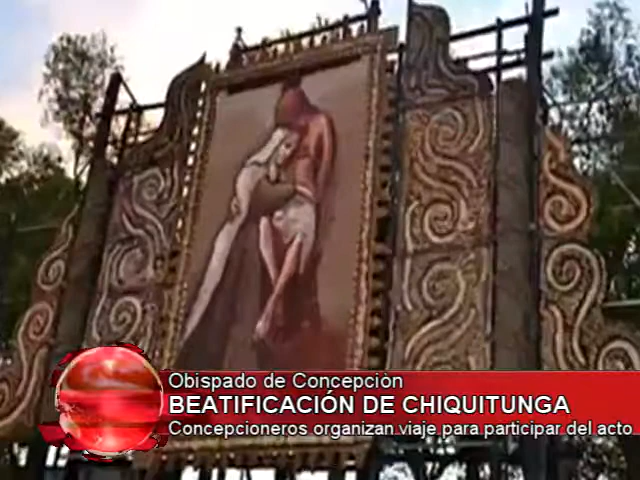 Obispado de Concepciòn
BEATIFICACIÓN DE CHIQUITUNGA
Concepcioneros organizan viaje para participar del acto